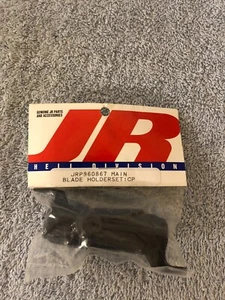 GENUINE JR PARTS
AND ACCESSORIES
JR
HELI DIVISION
JRP960867 MAIN
BLADE HOLDERSET:CP